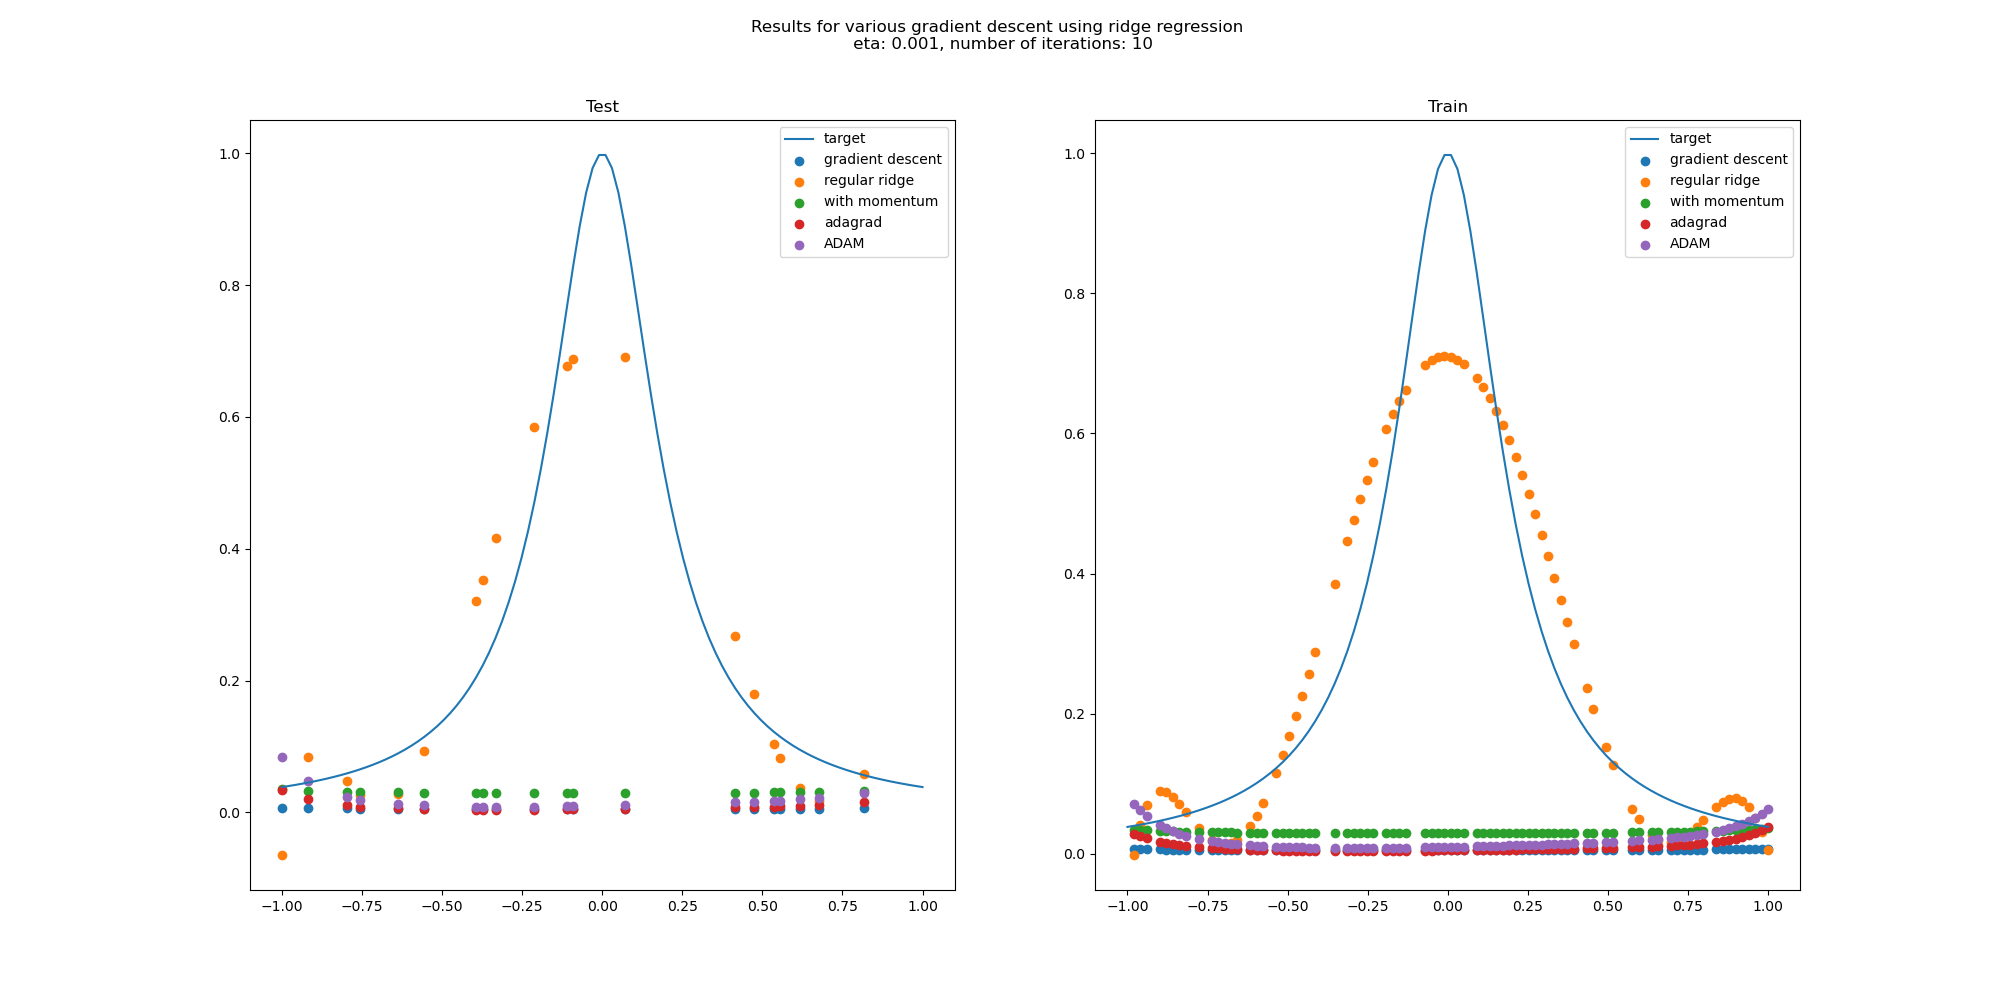 Results for various gradient descent using ridge regression
eta: 0.001, number of iterations: 10
Test
target
gradient descent
regular ridge
with momentum
adagrad
ADAM
1.0
0.8
0.6
0.4
0.2
0.0
−1.00 −0.75 −0.50 −0.25 0.00 0.25 0.50 0.75 1.00
Train
target
gradient descent
regular ridge
with momentum
adagrad
ADAM
1.0
0.8
0.6
0.4
0.2
0.0
−1.00 −0.75 −0.50 −0.25 0.00 0.25 0.50 0.75 1.00